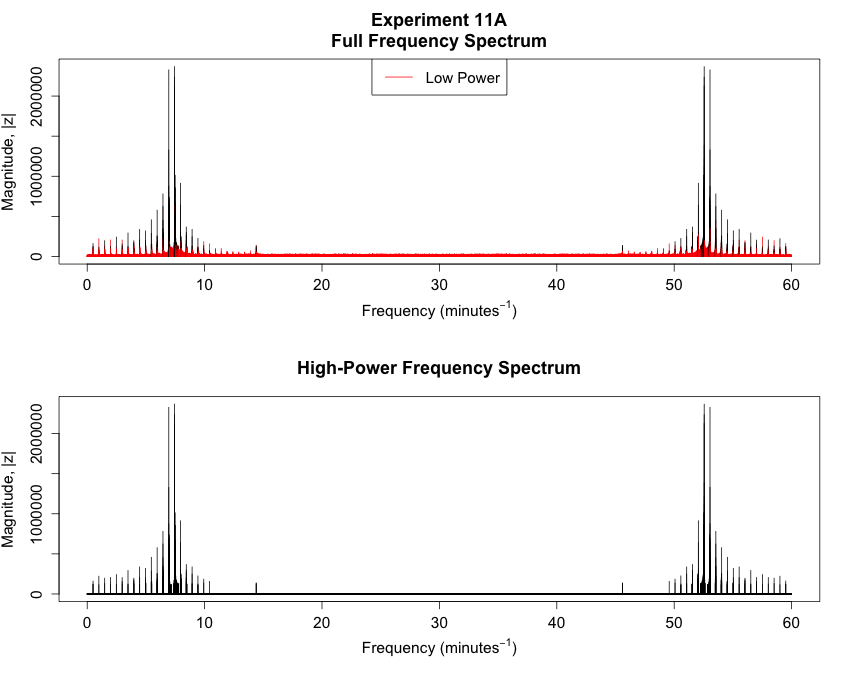 Experiment 11A
Full Frequency Spectrum
Magnitude, |z|
2000000
1000000
0
Low Power
0 10 20 30 40 50 60
Frequency (minutes⁻¹)
High-Power Frequency Spectrum
Magnitude, |z|
2000000
1000000
0
0 10 20 30 40 50 60
Frequency (minutes⁻¹)